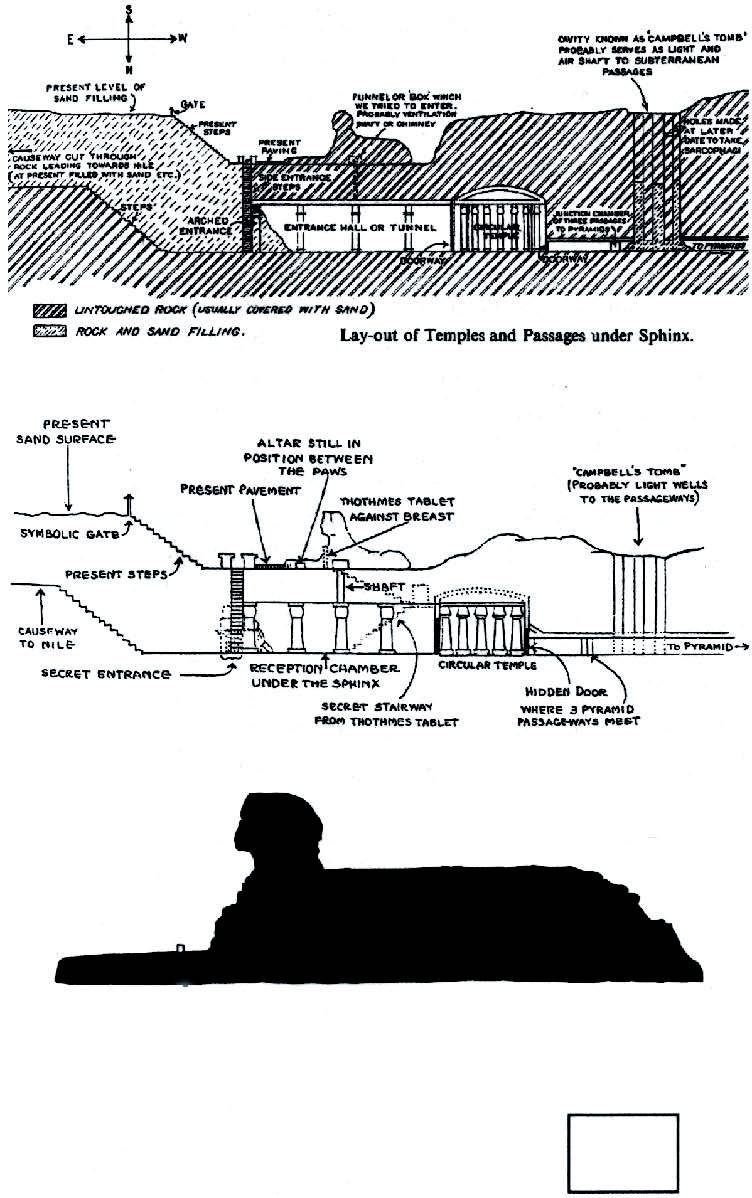 S
E
W
N
PRESENT LEVEL OF
SAND FILLING
GATE
PRESENT
STEPS
CAUSEWAY CUT THROUGH
ROCK LEADING TOWARDS NILE
(AT PRESENT FILLED WITH SAND ETC.)
STEPS
ARCHED
ENTRANCE
PRESENT
PAVING
SIDE ENTRANCE
STEPS
FUNNEL OR 'BOX' WHICH
WE TRIED TO ENTER.
PROBABLY VENTILATION
SHAFT OR CHIMNEY
ENTRANCE HALL OR TUNNEL
CIRCULAR
TEMPLE
DOORWAY
DOORWAY
JUNCTION CHAMBER
OF THREE PASSAGES
TO PYRAMIDS
CAVITY KNOWN AS 'CAMPBELL'S TOMB'
PROBABLY SERVES AS LIGHT AND
AIR SHAFT TO SUBTERRANEAN
PASSAGES
HOLES MADE
AT LATER
DATE TO TAKE
SARCOPHAGI
TO PYRAMIDS
UNTOUCHED ROCK (USUALLY COVERED WITH SAND)
ROCK AND SAND FILLING.
Lay-out of Temples and Passages under Sphinx.
PRESENT
SAND SURFACE
SYMBOLIC GATE
PRESENT STEPS
CAUSEWAY
TO NILE
SECRET ENTRANCE
PRESENT PAVEMENT
ALTAR STILL IN
POSITION BETWEEN
THE PAWS
THOTHMES TABLET
AGAINST BREAST
SHAFT
RECEPTION CHAMBER
UNDER THE SPHINX
SECRET STAIRWAY
FROM THOTHMES TABLET
CIRCULAR TEMPLE
HIDDEN DOOR
WHERE 3 PYRAMID
PASSAGEWAYS MEET
"CAMPBELL'S TOMB"
(PROBABLY LIGHT WELLS
TO THE PASSAGEWAYS)
TO PYRAMID